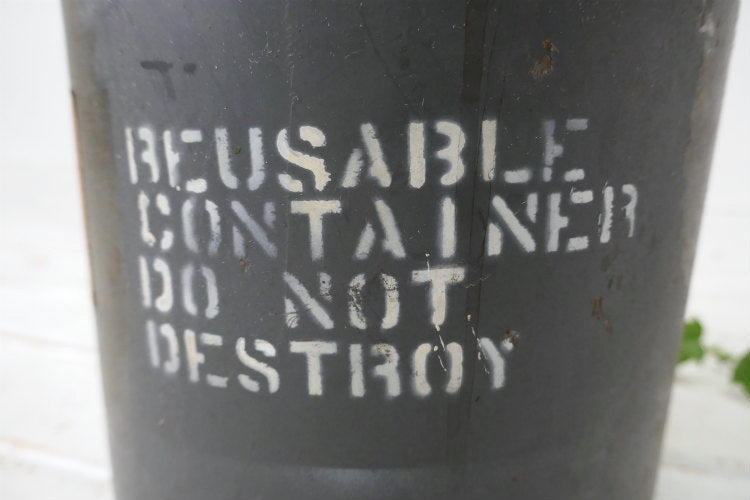 REUSABLE
CONTAINER
DO NOT
DESTROY